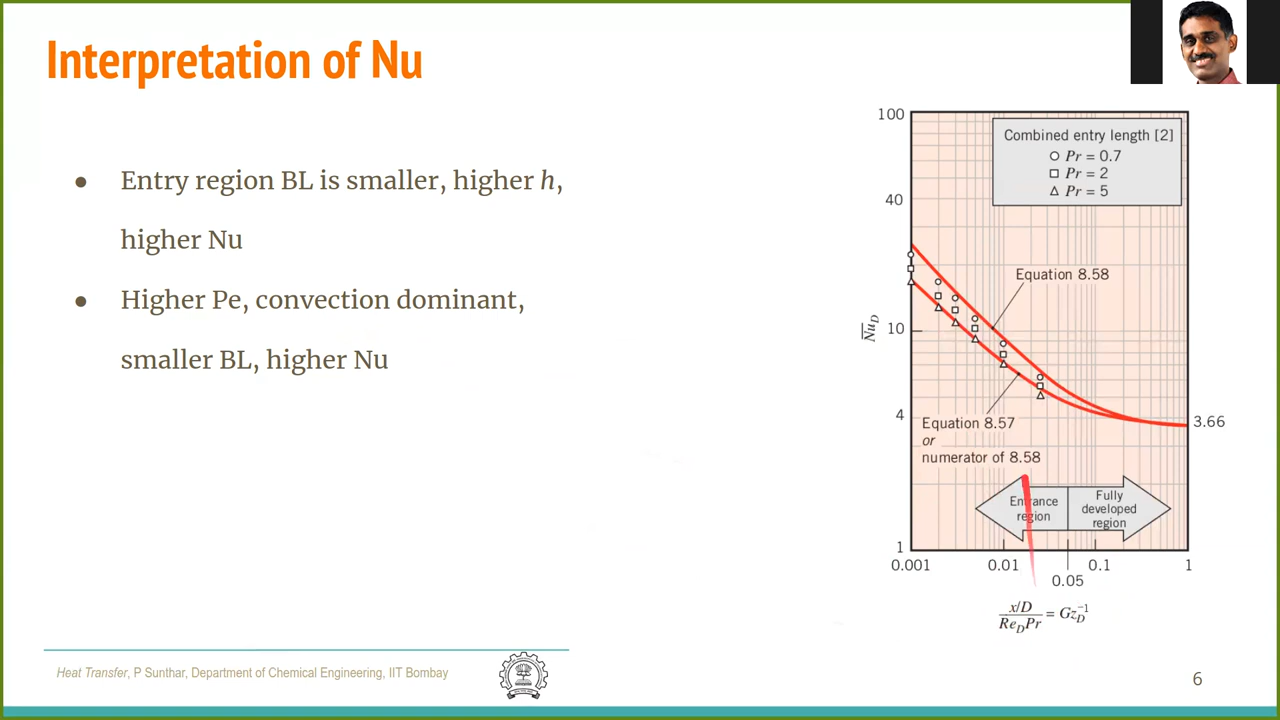 Interpretation of Nu
● Entry region BL is smaller, higher h,
higher Nu
● Higher Pe, convection dominant,
smaller BL, higher Nu
100
40
10
4
1
N̅u̅_D
Combined entry length [2]
○ Pr = 0.7
□ Pr = 2
△ Pr = 5
Equation 8.58
Equation 8.57
or
numerator of 8.58
3.66
Entrance
region
Fully
developed
region
0.001
0.01
0.05
0.1
1
x/D
Re_D Pr
= Gz_D^-1
Heat Transfer, P Sunthar, Department of Chemical Engineering, IIT Bombay
6